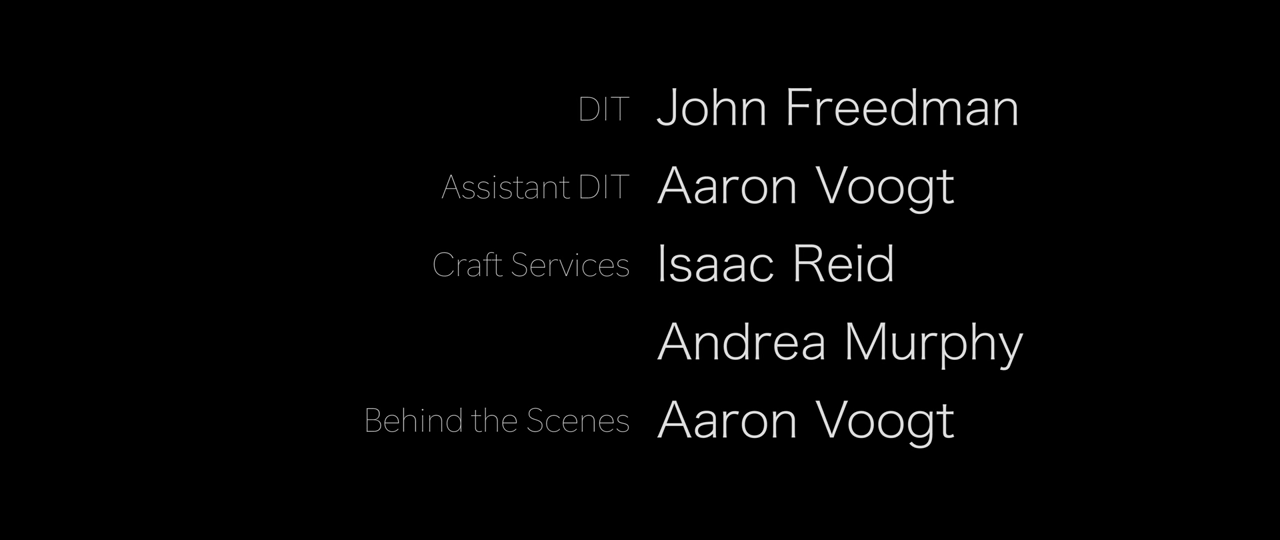 DIT John Freedman
Assistant DIT Aaron Voogt
Craft Services Isaac Reid
Andrea Murphy
Behind the Scenes Aaron Voogt